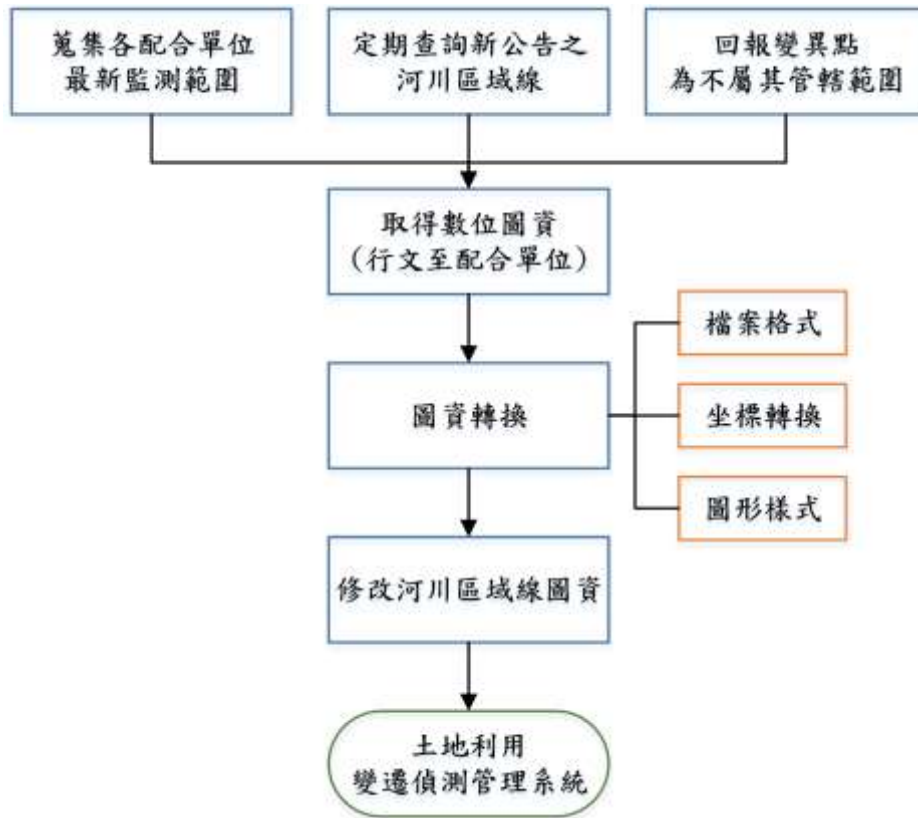 蒐集各配合單位
最新監測範圍
定期查詢新公告之
河川區域線
回報變異點
為不屬其管轄範圍
取得數位圖資
（行文至配合單位）
圖資轉換
檔案格式
坐標轉換
圖形樣式
修改河川區域線圖資
土地利用
變遷偵測管理系統